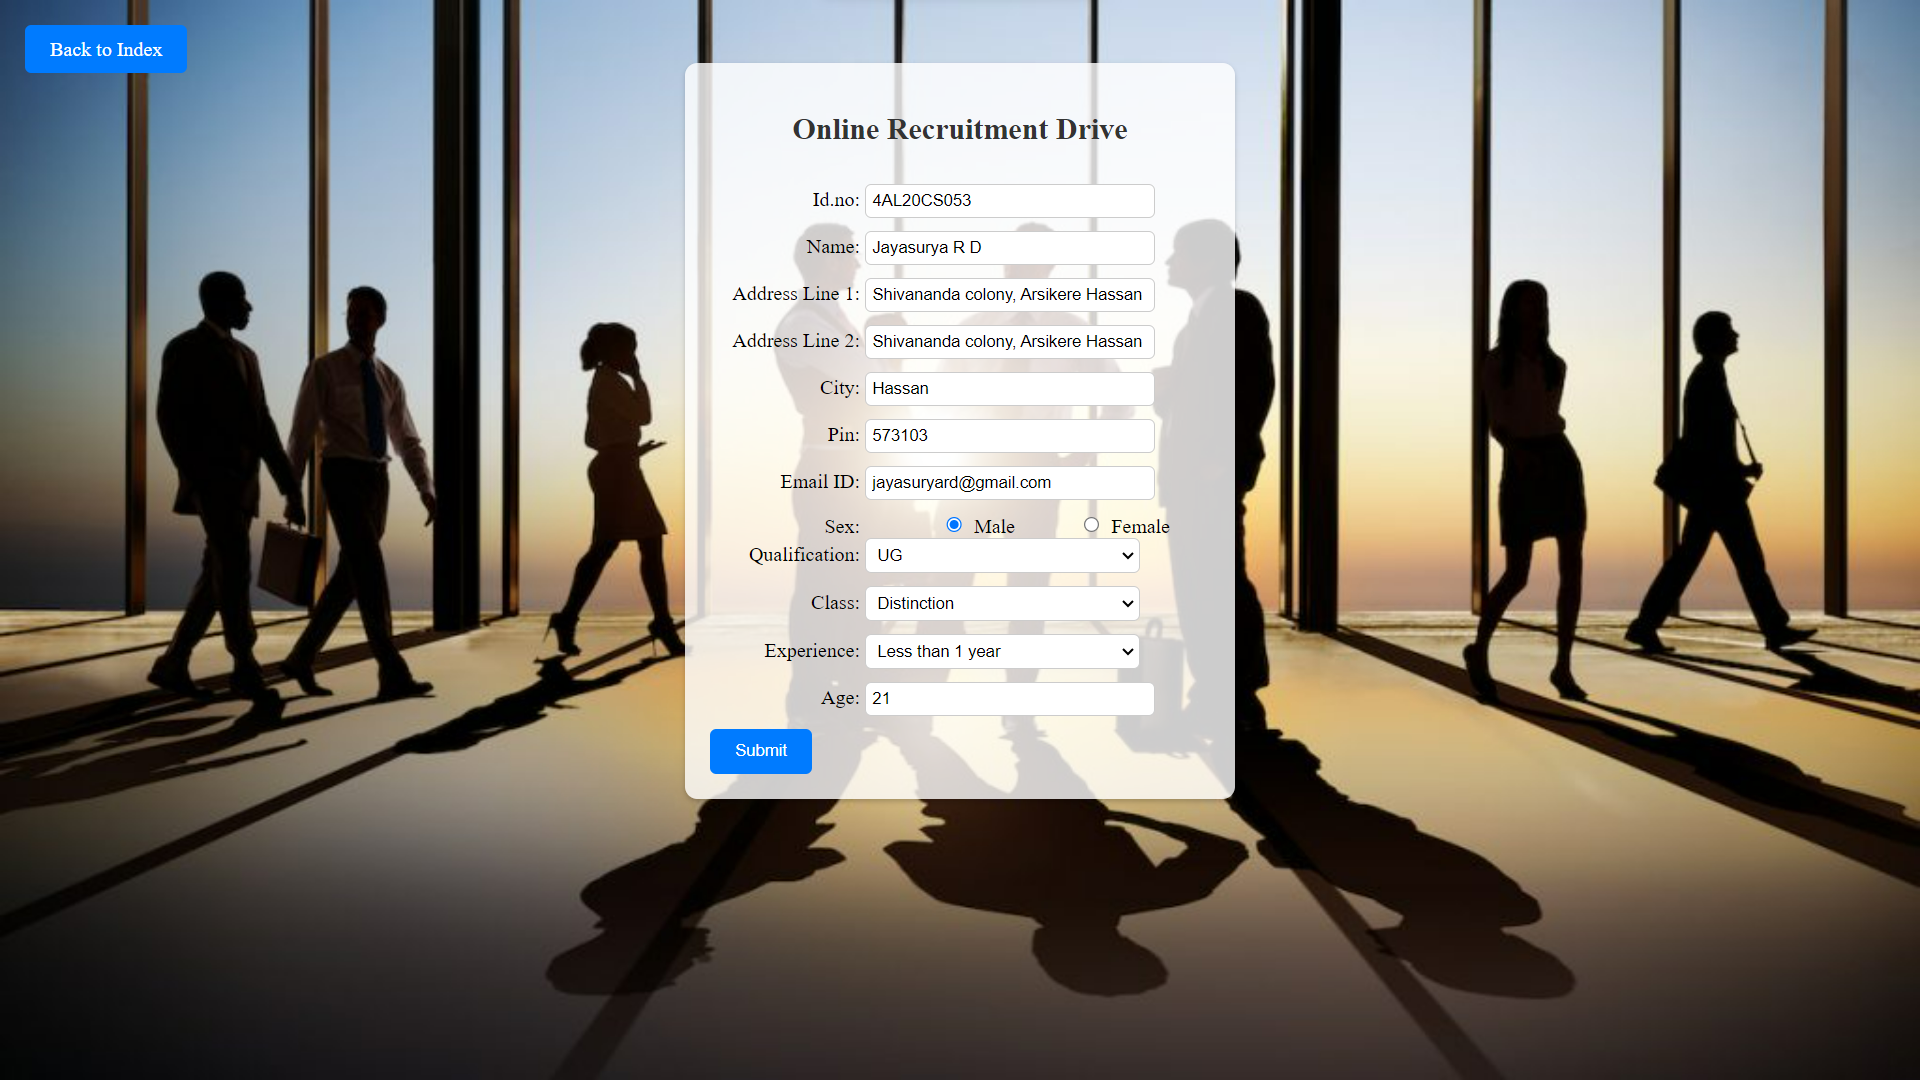 Back to Index
Online Recruitment Drive
Id.no: 4AL20CS053
Name: Jayasurya R D
Address Line 1: Shivananda colony, Arsikere Hassan
Address Line 2: Shivananda colony, Arsikere Hassan
City: Hassan
Pin: 573103
Email ID: jayasuryard@gmail.com
Sex: Male Female
Qualification: UG
Class: Distinction
Experience: Less than 1 year
Age: 21
Submit